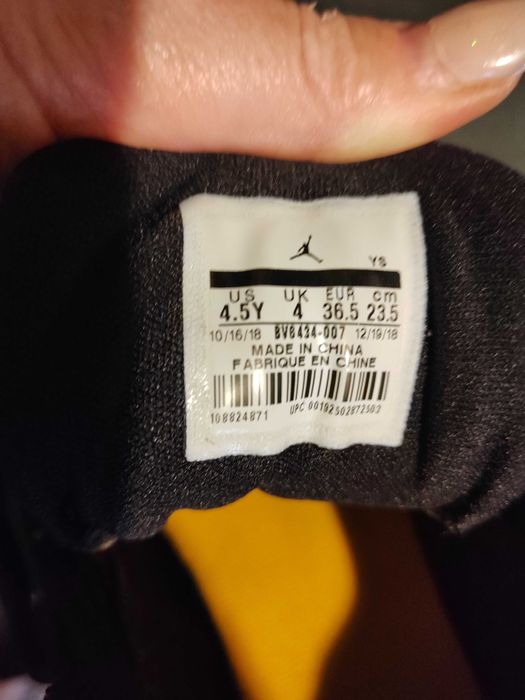 YS
US UK EUR cm
4.5Y 4 36.5 23.5
10/16/18 BV8434-007 12/19/18
MADE IN CHINA
FABRIQUE EN CHINE
108824871 UPC 00192502872502